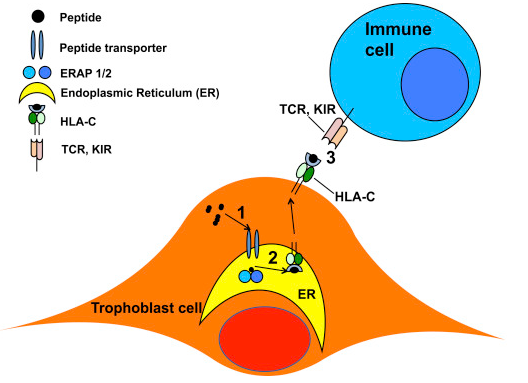 Peptide
Peptide transporter
ERAP 1/2
Endoplasmic Reticulum (ER)
HLA-C
TCR, KIR
Immune
cell
TCR, KIR
3
HLA-C
1
2
ER
Trophoblast cell